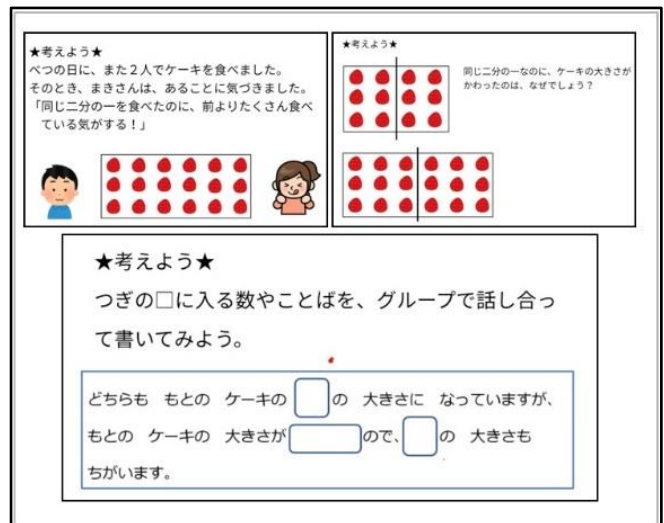 ★考えよう★
べつの日に、また２人でケーキを食べました。
そのとき、まきさんは、あることに気づきました。
「同じ二分の一を食べたのに、前よりたくさん食べ
ている気がする！」
★考えよう★
同じ二分の一なのに、ケーキの大きさが
かわったのは、なぜでしょう？
★考えよう★
つぎの□に入る数やことばを、グループで話し合っ
て書いてみよう。
どちらも もとの ケーキの の 大きさに なっていますが、
もとの ケーキの 大きさが ので、 の 大きさも
ちがいます。